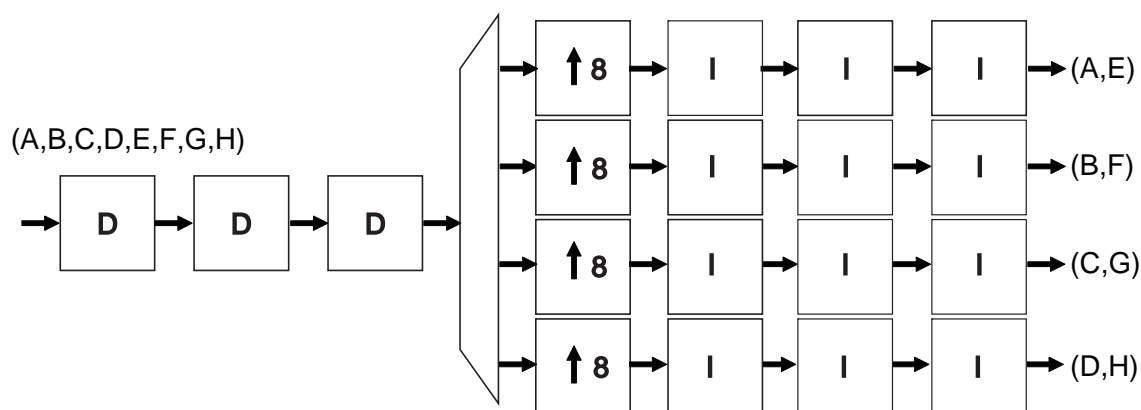 ↑ 8 I I I (A,E)
(A,B,C,D,E,F,G,H)
↑ 8 I I I (B,F)
D D D
↑ 8 I I I (C,G)
↑ 8 I I I (D,H)